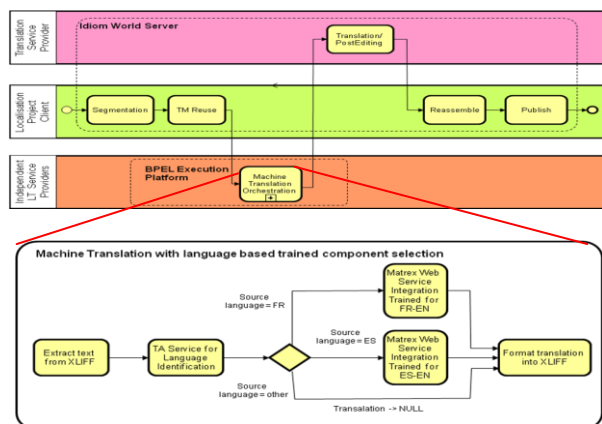 Translation
Service
Provider
Idiom World Server
Translation/
PostEditing
Localisation
Project
Client
Segmentation
TM Reuse
Reassemble
Publish
Independent
LT Service
Providers
BPEL Execution
Platform
Machine
Translation
Orchestration
Machine Translation with language based trained component selection
Source
language= FR
Matrex Web
Service
Integration
Trained for
FR-EN
Extract text
from XLIFF
TA Service for
Language
Identification
Source
language= ES
Matrex Web
Service
Integration
Trained for
ES-EN
Format translation
into XLIFF
Source
language=other
Transalation -> NULL